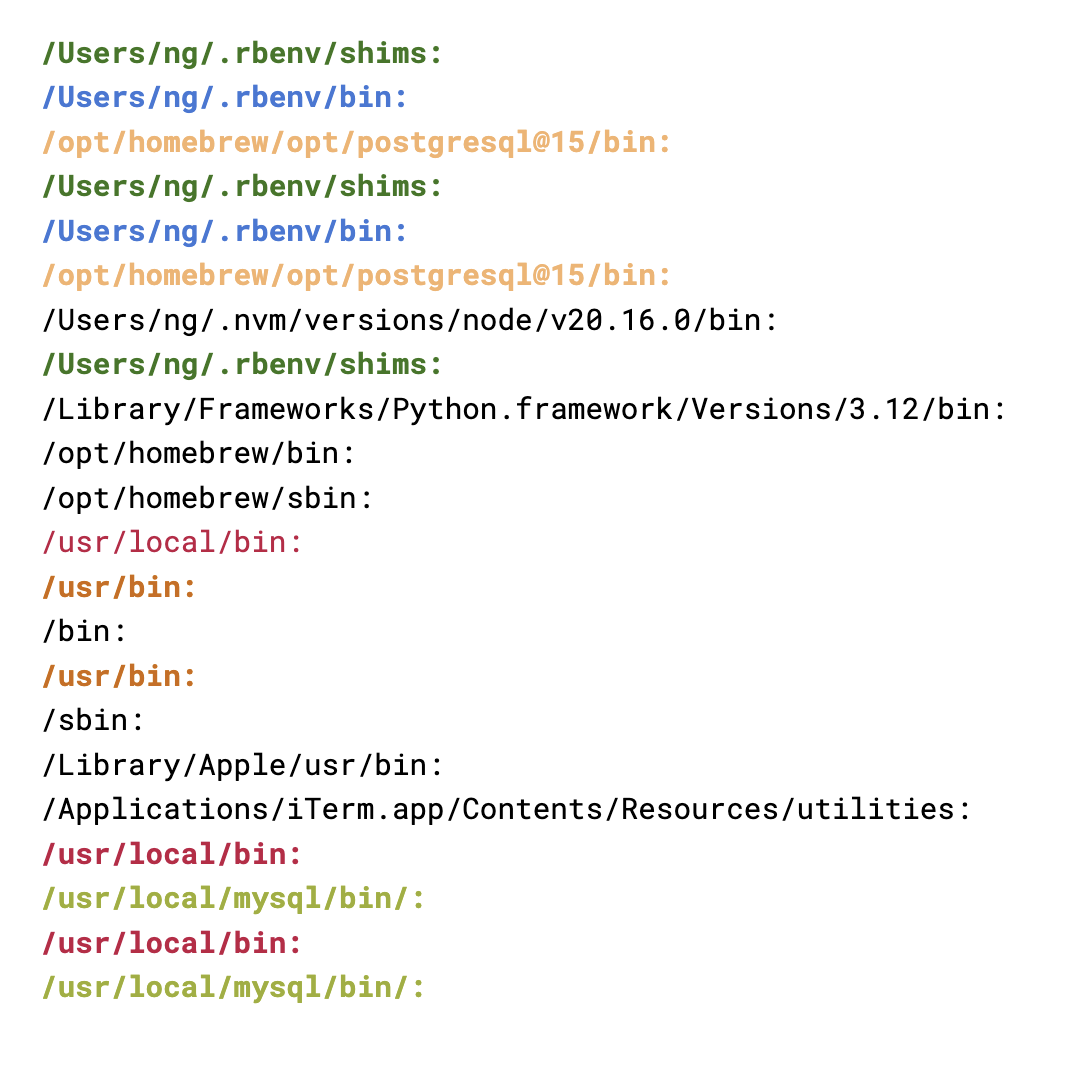 /Users/ng/.rbenv/shims:
/Users/ng/.rbenv/bin:
/opt/homebrew/opt/postgresql@15/bin:
/Users/ng/.rbenv/shims:
/Users/ng/.rbenv/bin:
/opt/homebrew/opt/postgresql@15/bin:
/Users/ng/.nvm/versions/node/v20.16.0/bin:
/Users/ng/.rbenv/shims:
/Library/Frameworks/Python.framework/Versions/3.12/bin:
/opt/homebrew/bin:
/opt/homebrew/sbin:
/usr/local/bin:
/usr/bin:
/bin:
/usr/bin:
/sbin:
/Library/Apple/usr/bin:
/Applications/iTerm.app/Contents/Resources/utilities:
/usr/local/bin:
/usr/local/mysql/bin/:
/usr/local/bin:
/usr/local/mysql/bin/: